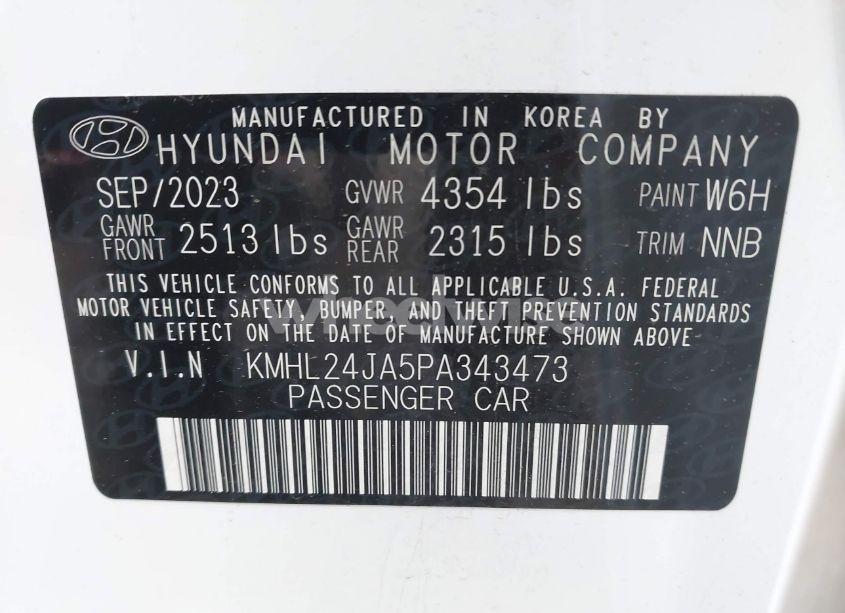 MANUFACTURED IN KOREA BY
HYUNDAI MOTOR COMPANY
SEP/2023 GVWR 4354 lbs PAINT W6H
GAWR FRONT 2513 lbs GAWR REAR 2315 lbs TRIM NNB
THIS VEHICLE CONFORMS TO ALL APPLICABLE U.S.A. FEDERAL
MOTOR VEHICLE SAFETY, BUMPER, AND THEFT PREVENTION STANDARDS
IN EFFECT ON THE DATE OF MANUFACTURE SHOWN ABOVE
V.I.N KMHL24JA5PA343473
PASSENGER CAR